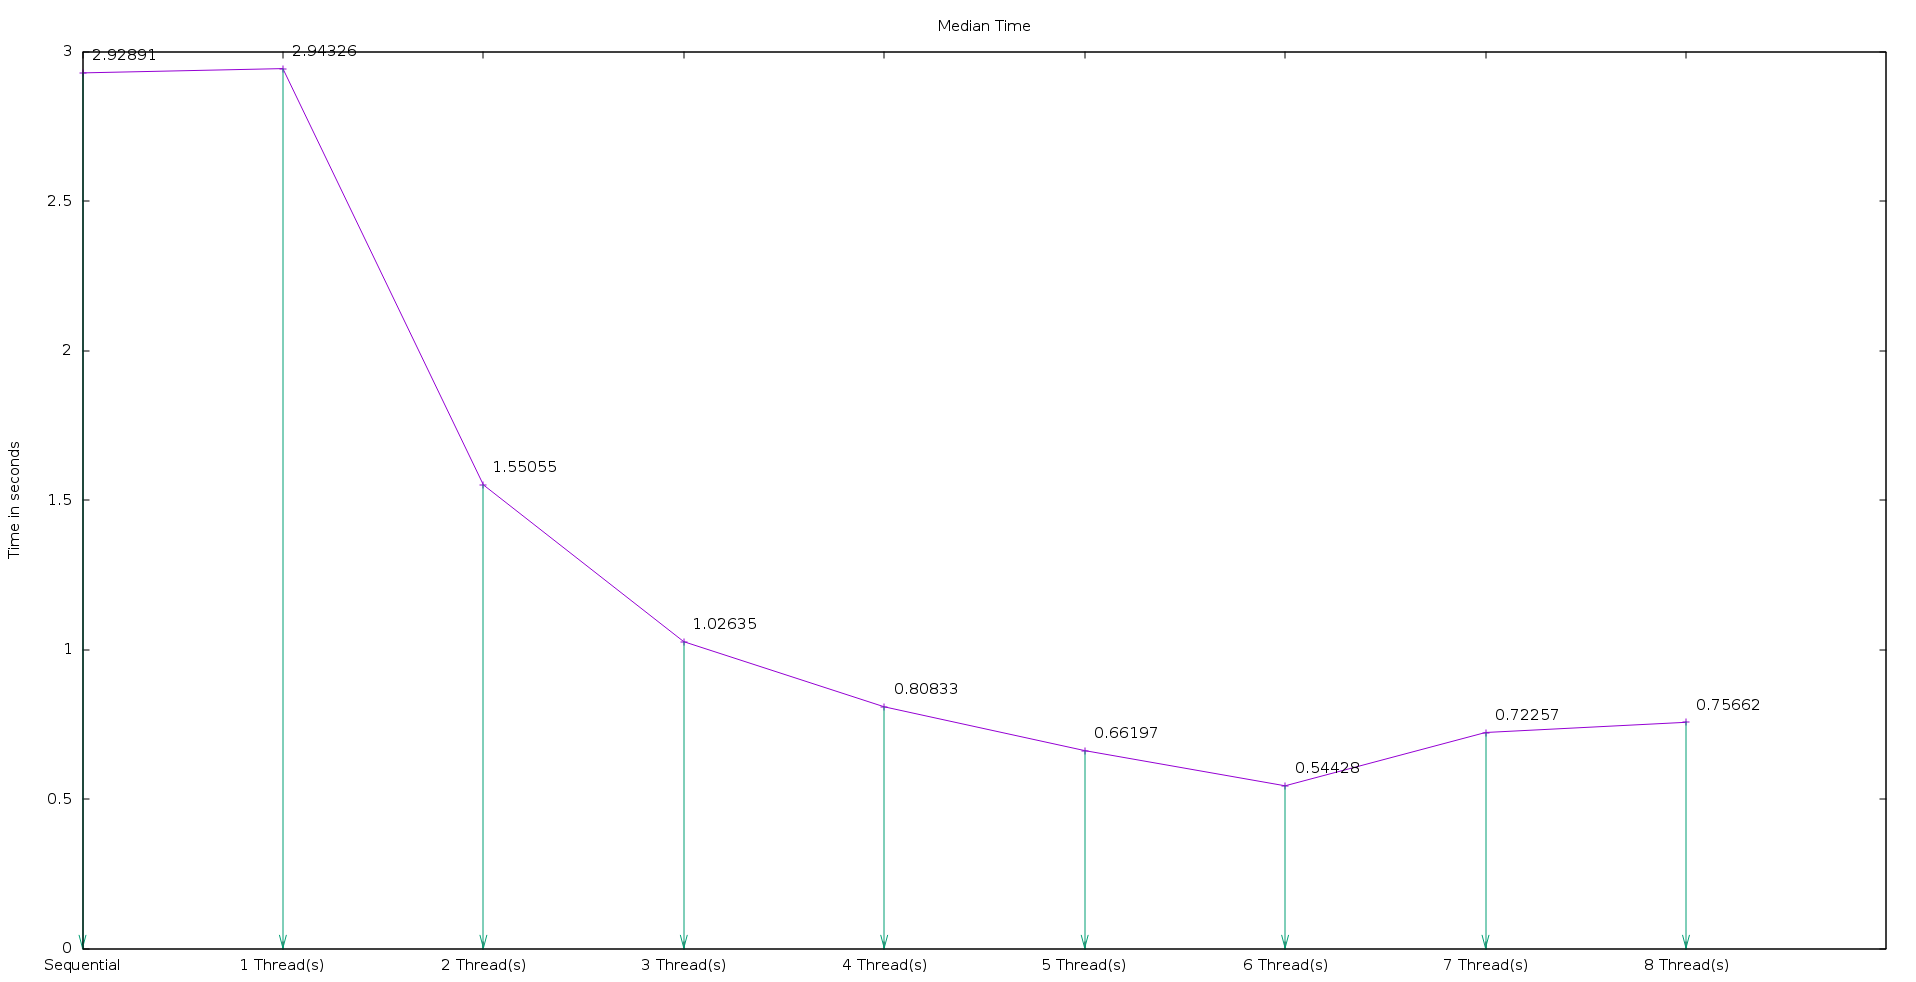 Median Time
3
2.92891
2.94326
2.5
2
1.55055
1.5
Time in seconds
1.02635
1
0.80833
0.66197
0.54428
0.72257
0.75662
0.5
0
Sequential
1 Thread(s)
2 Thread(s)
3 Thread(s)
4 Thread(s)
5 Thread(s)
6 Thread(s)
7 Thread(s)
8 Thread(s)